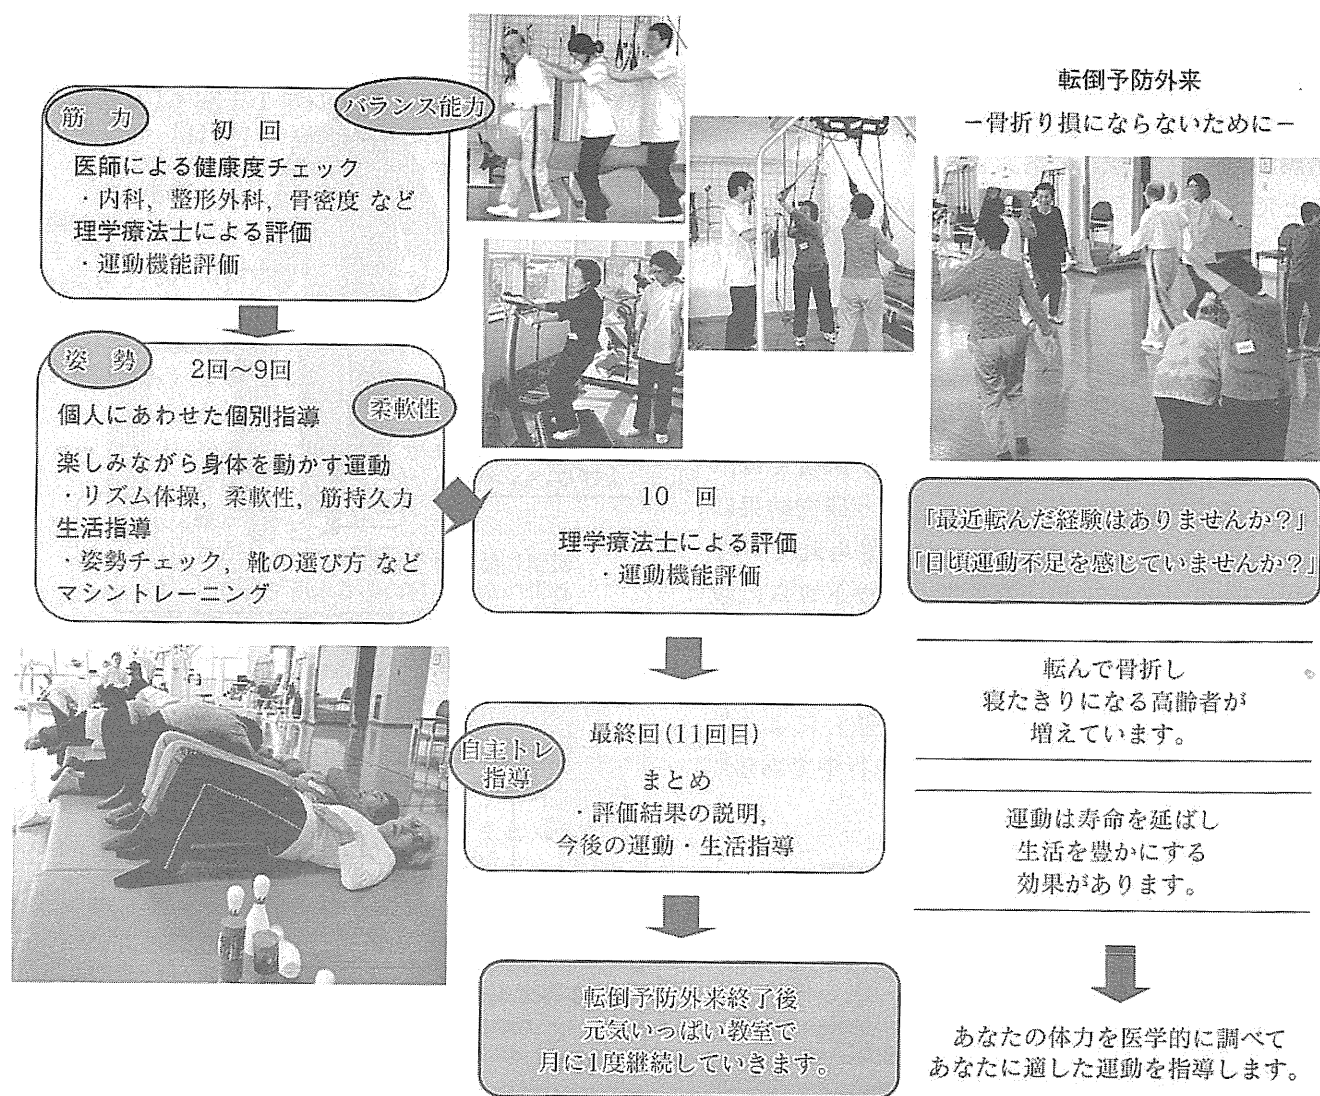 筋 力
バランス能力
初 回
医師による健康度チェック
・内科，整形外科，骨密度 など
理学療法士による評価
・運動機能評価
姿 勢
2回～9回
柔軟性
個人にあわせた個別指導
楽しみながら身体を動かす運動
・リズム体操，柔軟性，筋持久力
生活指導
・姿勢チェック，靴の選び方 など
マシントレーニング
10 回
理学療法士による評価
・運動機能評価
自主トレ
指導
最終回(11回目)
まとめ
・評価結果の説明，
今後の運動・生活指導
転倒予防外来終了後
元気いっぱい教室で
月に1度継続していきます。
転倒予防外来
－骨折り損にならないために－
「最近転んだ経験はありませんか？」
「日頃運動不足を感じていませんか？」
転んで骨折し
寝たきりになる高齢者が
増えています。
運動は寿命を延ばし
生活を豊かにする
効果があります。
あなたの体力を医学的に調べて
あなたに適した運動を指導します。